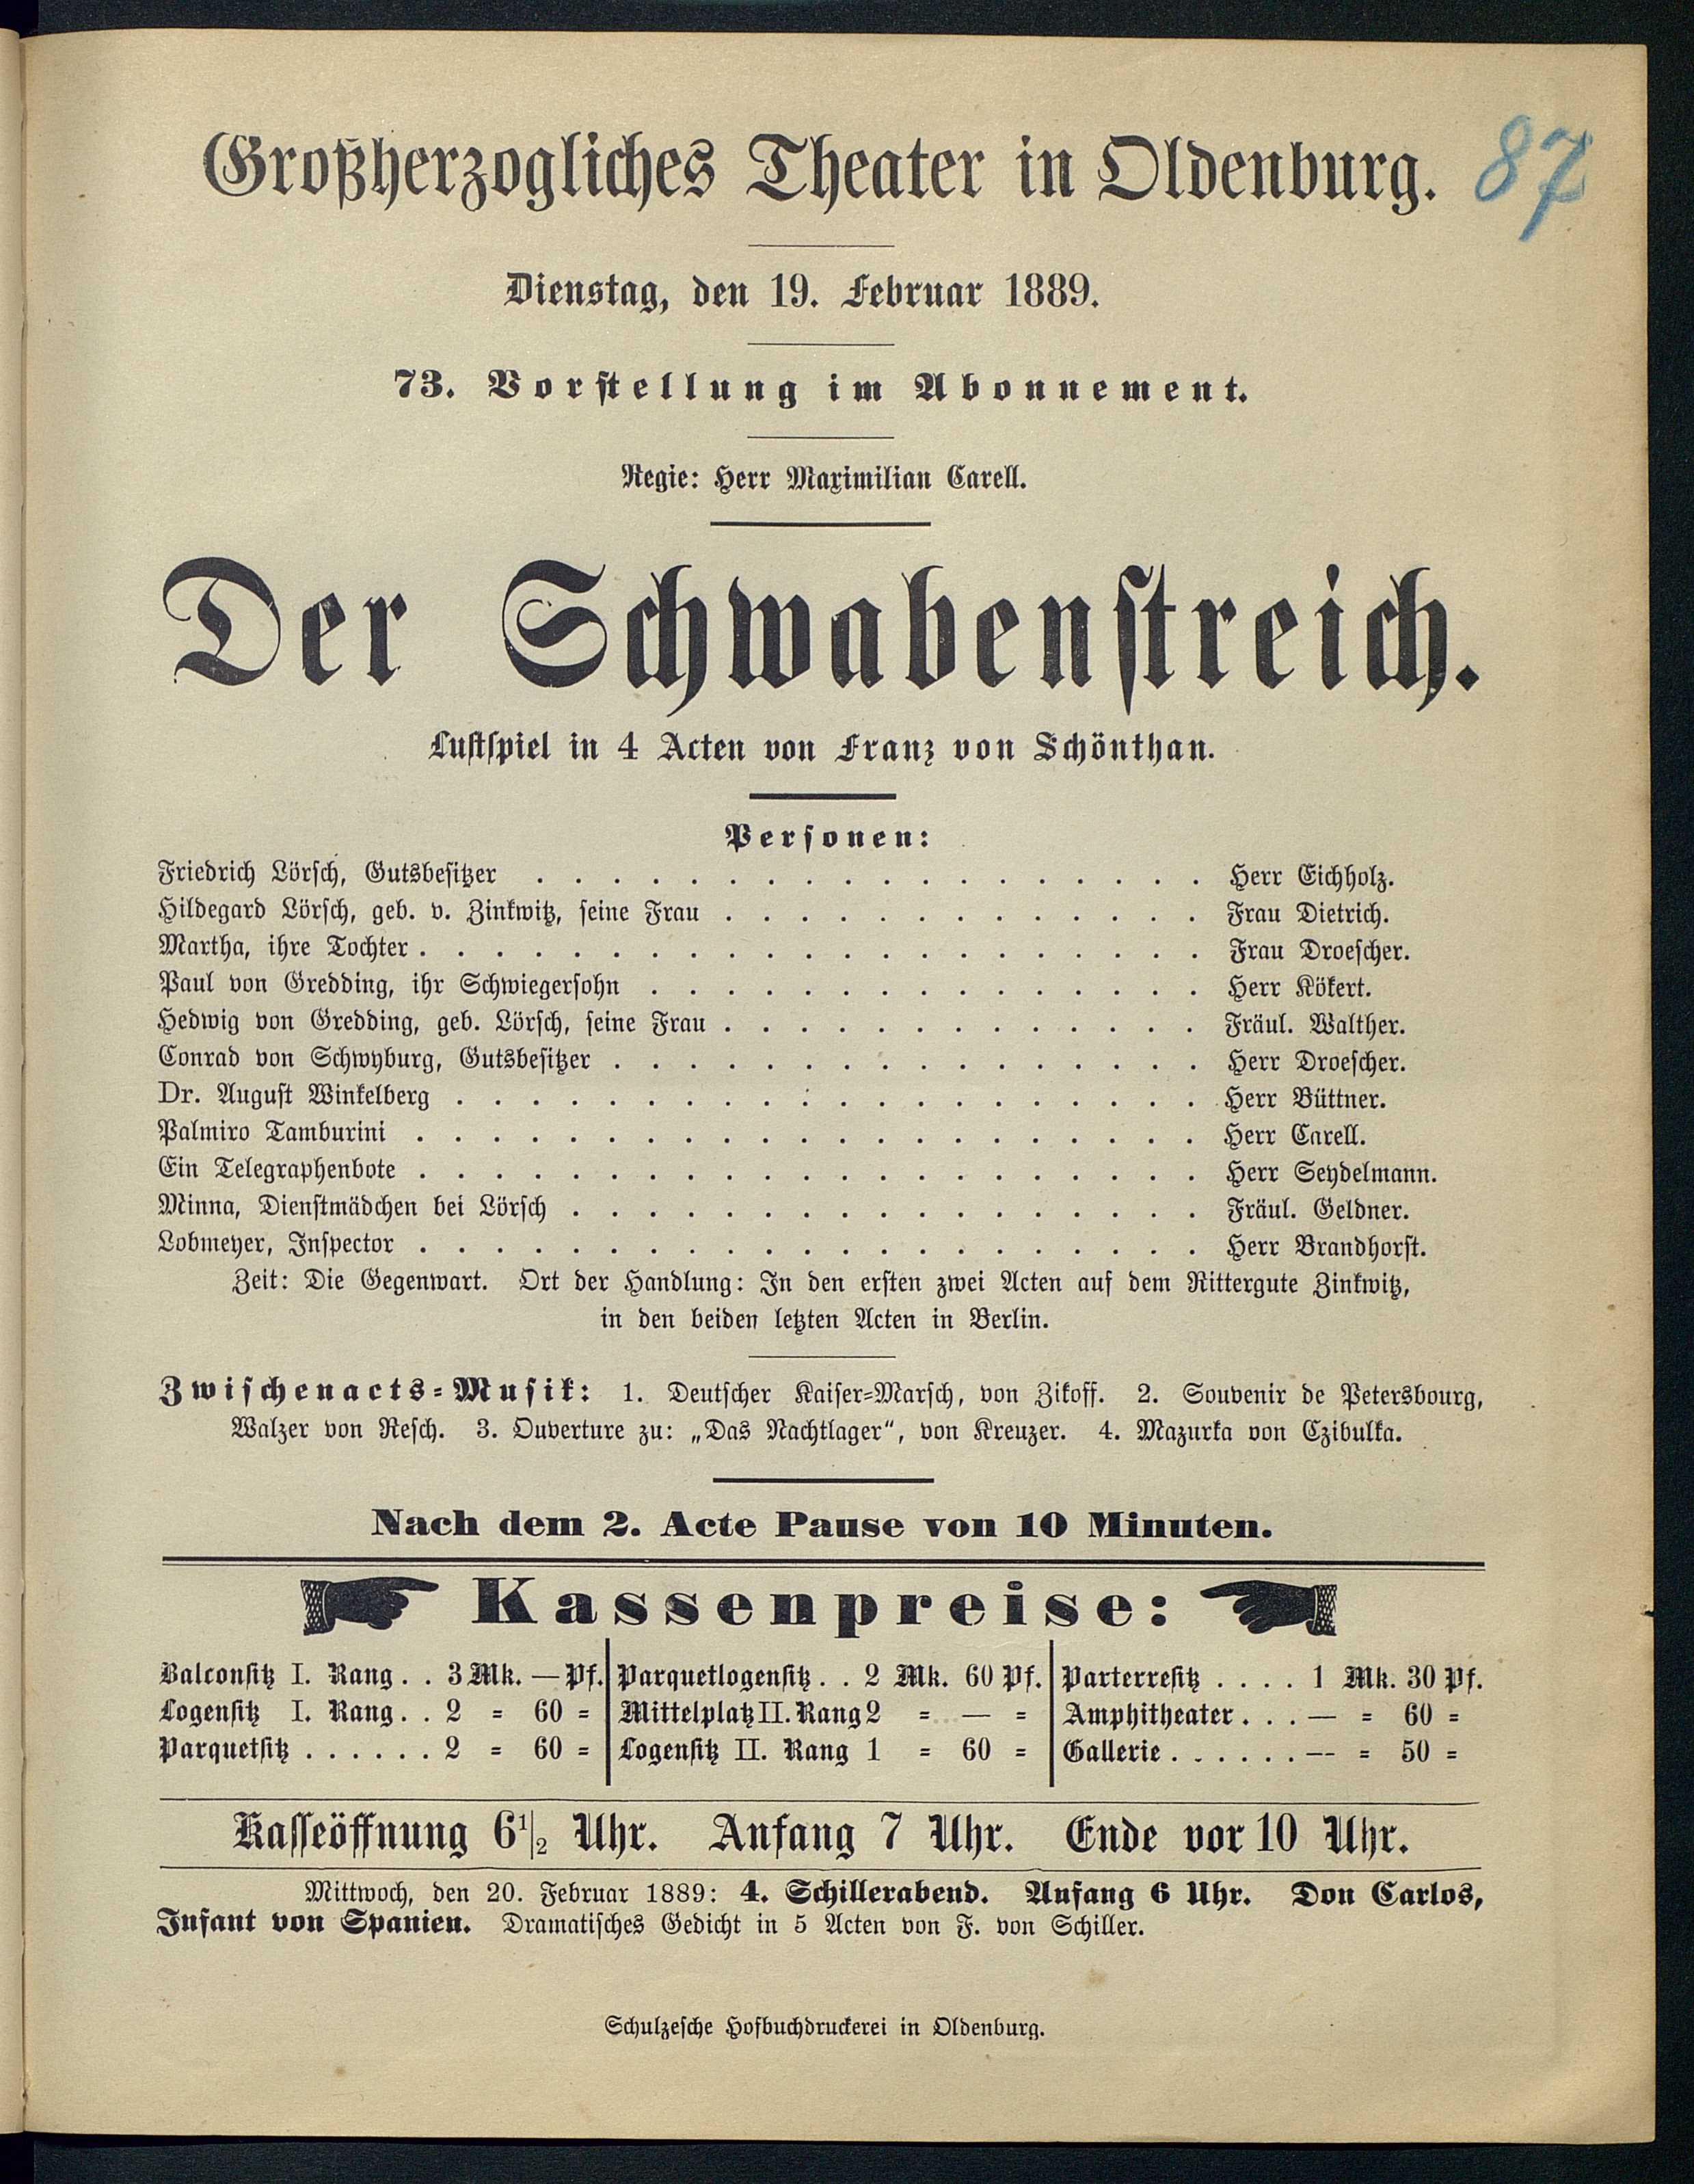 Großherzogliches Theater in Oldenburg. 87
Dienstag, den 19. Februar 1889.
73. Vorstellung im Abonnement.
Regie: Herr Maximilian Carell.
Der Schwabenstreich.
Lustspiel in 4 Acten von Franz von Schönthan.
Personen:
Friedrich Lörsch, Gutsbesitzer . . . . . . . . . . . . . . . . . . Herr Eichholz.
Hildegard Lörsch, geb. v. Zinkwitz, seine Frau . . . . . . . . . . . . . Frau Dietrich.
Martha, ihre Tochter . . . . . . . . . . . . . . . . . . . . . Frau Droescher.
Paul von Gredding, ihr Schwiegersohn . . . . . . . . . . . . . . . Herr Kökert.
Hedwig von Gredding, geb. Lörsch, seine Frau . . . . . . . . . . . . . Fräul. Walther.
Conrad von Schwyburg, Gutsbesitzer . . . . . . . . . . . . . . . . Herr Droescher.
Dr. August Winkelberg . . . . . . . . . . . . . . . . . . . . Herr Büttner.
Palmiro Tamburini . . . . . . . . . . . . . . . . . . . . . Herr Carell.
Ein Telegraphenbote . . . . . . . . . . . . . . . . . . . . . Herr Seydelmann.
Minna, Dienstmädchen bei Lörsch . . . . . . . . . . . . . . . . . Fräul. Geldner.
Lobmeyer, Inspector . . . . . . . . . . . . . . . . . . . . . Herr Brandhorst.
Zeit: Die Gegenwart. Ort der Handlung: In den ersten zwei Acten auf dem Rittergute Zinkwitz,
in den beiden letzten Acten in Berlin.
Zwischenacts-Musik: 1. Deutscher Kaiser-Marsch, von Zikoff. 2. Souvenir de Petersbourg,
Walzer von Resch. 3. Ouverture zu: „Das Nachtlager“, von Kreuzer. 4. Mazurka von Czibulka.
Nach dem 2. Acte Pause von 10 Minuten.
Kassenpreise:
Balconsitz I. Rang . . 3 Mk. — Pf. Parquetlogensitz . . 2 Mk. 60 Pf. Parterresitz . . . . 1 Mk. 30 Pf.
Logensitz I. Rang . . 2 = 60 = Mittelplatz II. Rang 2 = — = Amphitheater . . . — = 60 =
Parquetsitz . . . . . . 2 = 60 = Logensitz II. Rang 1 = 60 = Gallerie . . . . . . — = 50 =
Kasseöffnung 6½ Uhr. Anfang 7 Uhr. Ende vor 10 Uhr.
Mittwoch, den 20. Februar 1889: 4. Schillerabend. Anfang 6 Uhr. Don Carlos,
Infant von Spanien. Dramatisches Gedicht in 5 Acten von F. von Schiller.
Schulzesche Hofbuchdruckerei in Oldenburg.